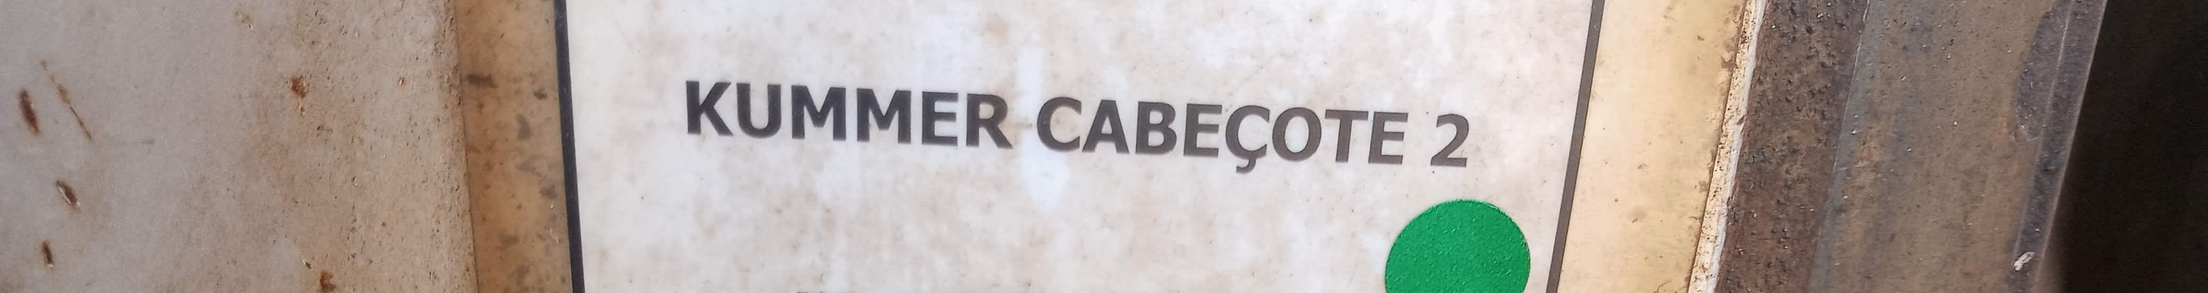 KUMMER CABEÇOTE 2